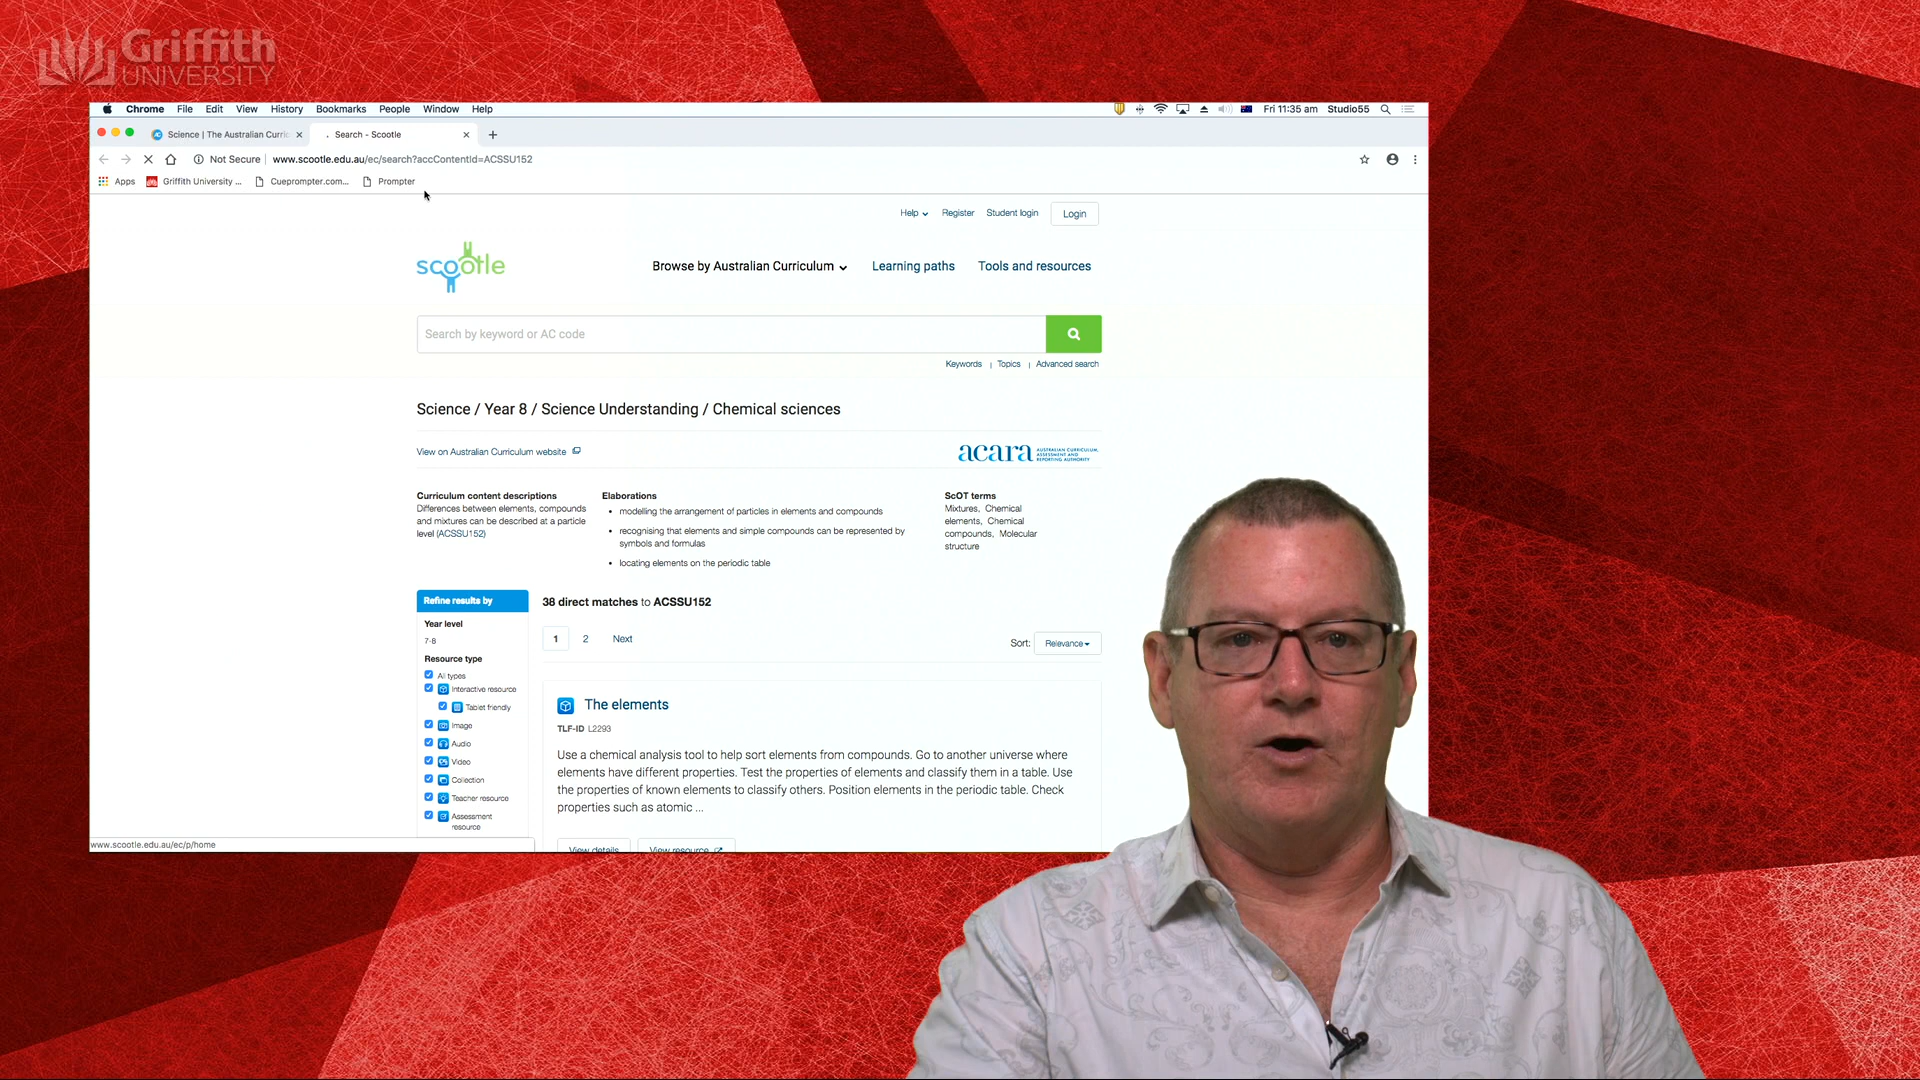 Griffith
UNIVERSITY
Chrome File Edit View History Bookmarks People Window Help
Fri 11:35 am Studio55
Science | The Australian Curric
Search - Scootle
Not Secure
www.scootle.edu.au/ec/search?accContentId=ACSSU152
Apps
Griffith University ...
Cueprompter.com...
Prompter
Help
Register
Student login
Login
scootle
Browse by Australian Curriculum
Learning paths
Tools and resources
Search by keyword or AC code
Keywords | Topics | Advanced search
Science / Year 8 / Science Understanding / Chemical sciences
View on Australian Curriculum website
acara
AUSTRALIAN CURRICULUM,
ASSESSMENT AND
REPORTING AUTHORITY
Curriculum content descriptions
Differences between elements, compounds
and mixtures can be described at a particle
level (ACSSU152)
Elaborations
• modelling the arrangement of particles in elements and compounds
• recognising that elements and simple compounds can be represented by
symbols and formulas
• locating elements on the periodic table
ScOT terms
Mixtures, Chemical
elements, Chemical
compounds, Molecular
structure
Refine results by
Year level
7-8
Resource type
All types
Interactive resource
Tablet friendly
Image
Audio
Video
Collection
Teacher resource
Assessment
resource
38 direct matches to ACSSU152
1 2 Next
Sort: Relevance
The elements
TLF-ID L2293
Use a chemical analysis tool to help sort elements from compounds. Go to another universe where
elements have different properties. Test the properties of elements and classify them in a table. Use
the properties of known elements to classify others. Position elements in the periodic table. Check
properties such as atomic ...
View details
View resource
www.scootle.edu.au/ec/p/home